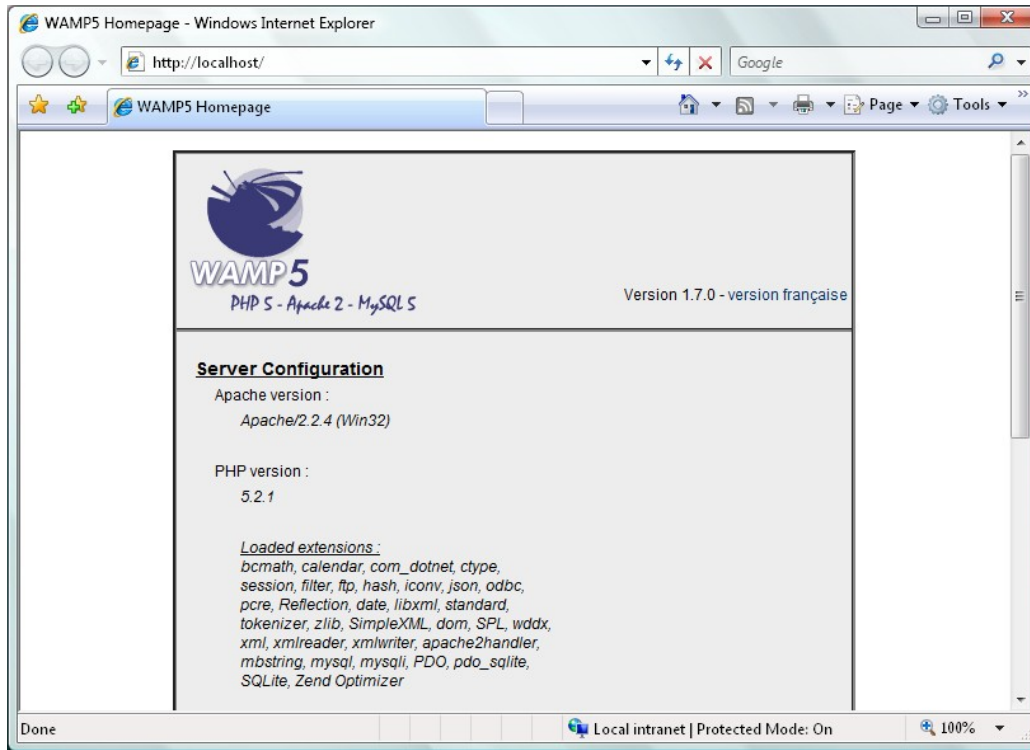 WAMP5 Homepage - Windows Internet Explorer
http://localhost/
Google
WAMP5 Homepage
Page
Tools
WAMP5
PHP 5 - Apache 2 - MySQL 5
Version 1.7.0 - version française
Server Configuration
Apache version :
Apache/2.2.4 (Win32)
PHP version :
5.2.1
Loaded extensions :
bcmath, calendar, com_dotnet, ctype,
session, filter, ftp, hash, iconv, json, odbc,
pcre, Reflection, date, libxml, standard,
tokenizer, zlib, SimpleXML, dom, SPL, wddx,
xml, xmlreader, xmlwriter, apache2handler,
mbstring, mysql, mysqli, PDO, pdo_sqlite,
SQLite, Zend Optimizer
Done
Local intranet | Protected Mode: On
100%